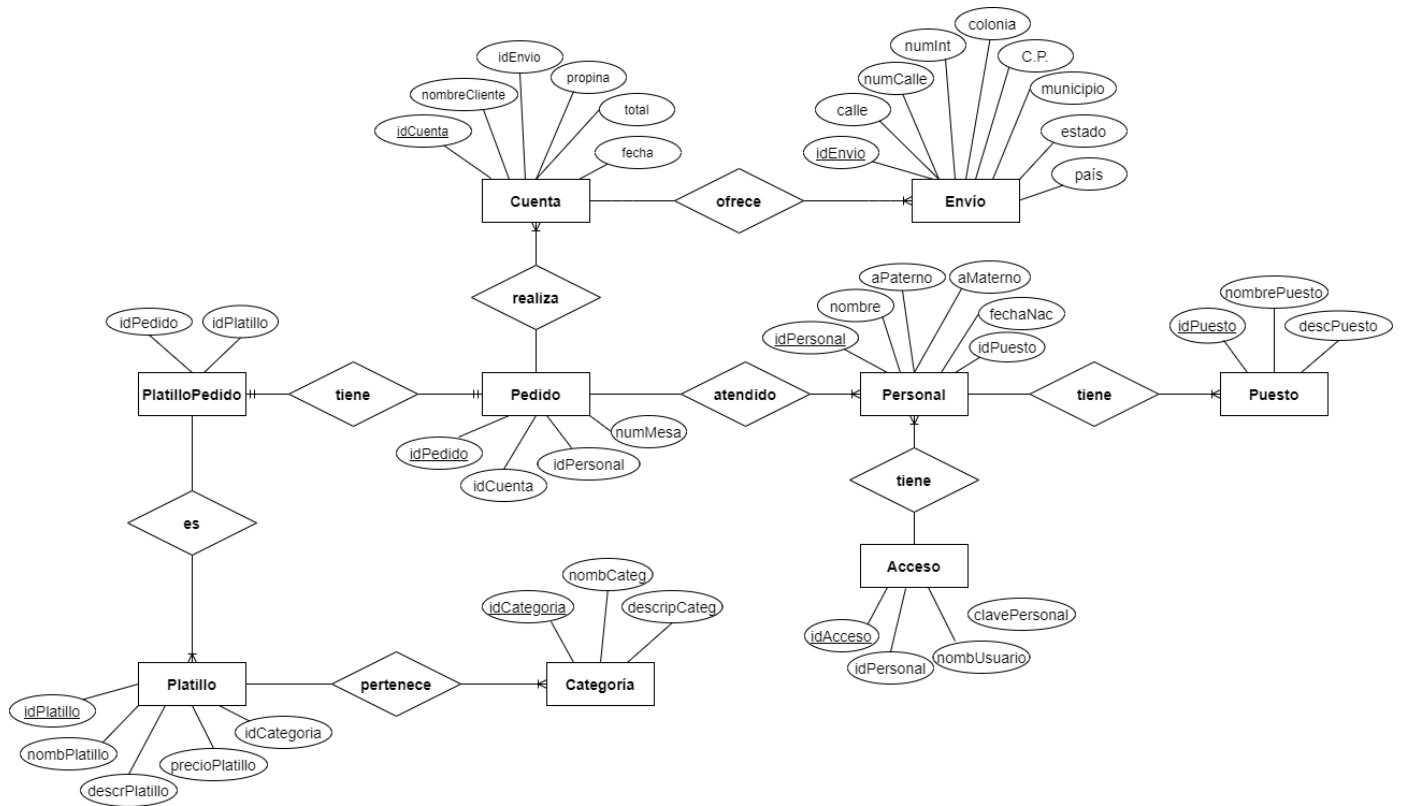 colonia
numInt
C.P.
idEnvio
propina
numCalle
municipio
nombreCliente
calle
total
idCuenta
estado
fecha
idEnvio
país
Cuenta
ofrece
Envío
aPaterno
aMaterno
realiza
nombre
nombrePuesto
idPedido
idPlatillo
fechaNac
idPersonal
idPuesto
descPuesto
idPuesto
PlatilloPedido
tiene
Pedido
atendido
Personal
tiene
Puesto
numMesa
idPedido
idPersonal
idCuenta
tiene
es
Acceso
nombCateg
idCategoria
descripCateg
clavePersonal
idAcceso
nombUsuario
idPersonal
Platillo
pertenece
Categoría
idPlatillo
idCategoria
nombPlatillo
precioPlatillo
descrPlatillo